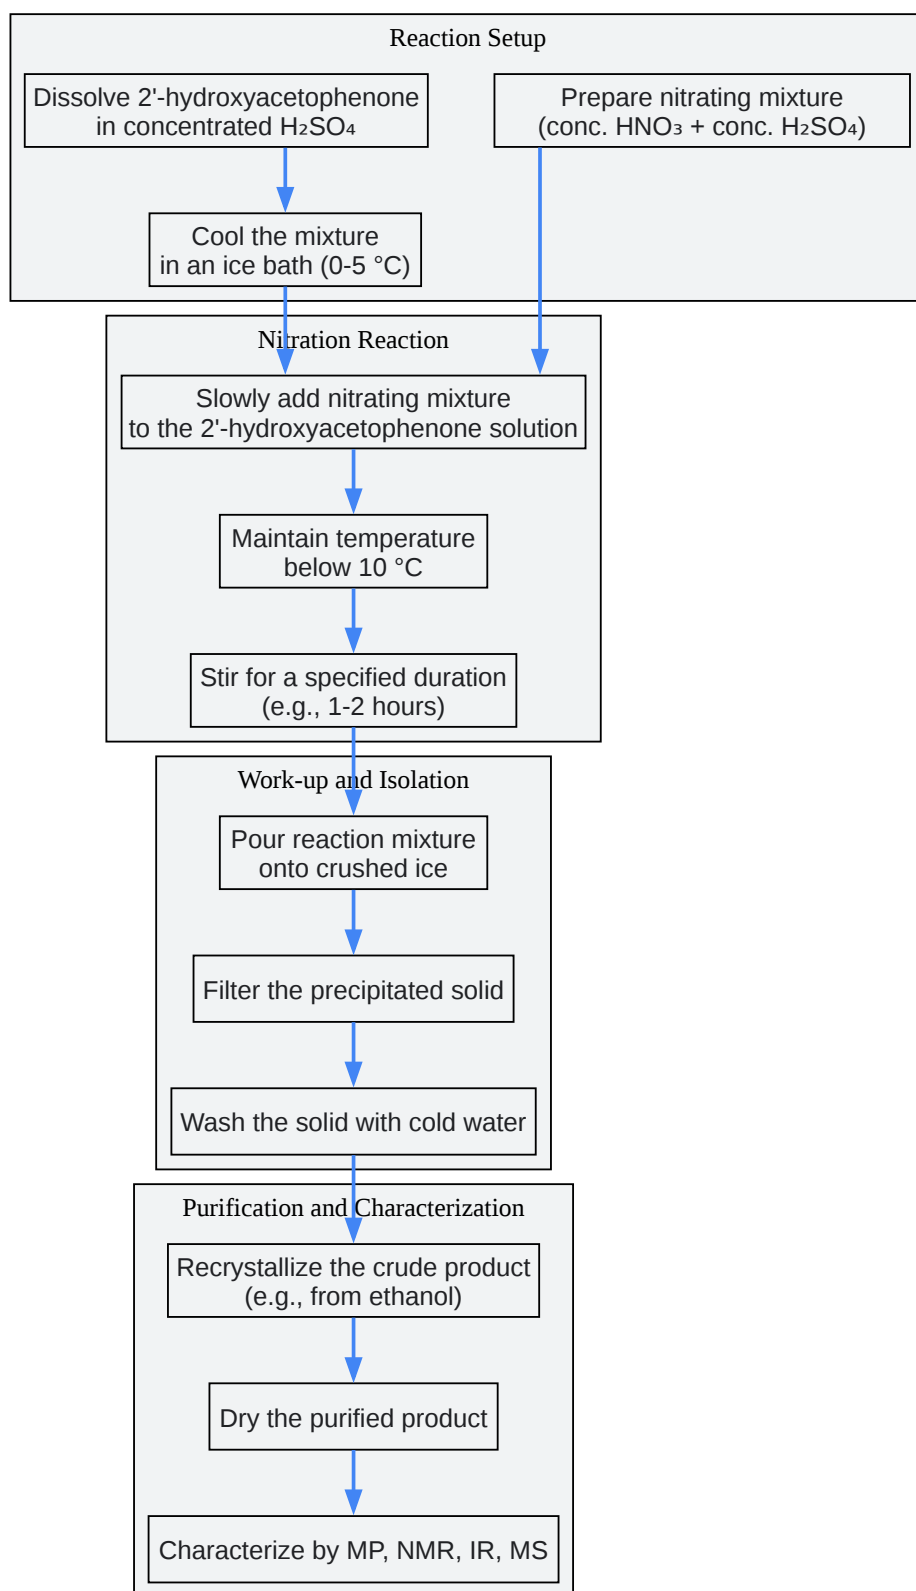 Reaction Setup
Dissolve 2'-hydroxyacetophenone
in concentrated H₂SO₄
Prepare nitrating mixture
(conc. HNO₃ + conc. H₂SO₄)
Cool the mixture
in an ice bath (0-5 °C)
Nitration Reaction
Slowly add nitrating mixture
to the 2'-hydroxyacetophenone solution
Maintain temperature
below 10 °C
Stir for a specified duration
(e.g., 1-2 hours)
Work-up and Isolation
Pour reaction mixture
onto crushed ice
Filter the precipitated solid
Wash the solid with cold water
Purification and Characterization
Recrystallize the crude product
(e.g., from ethanol)
Dry the purified product
Characterize by MP, NMR, IR, MS